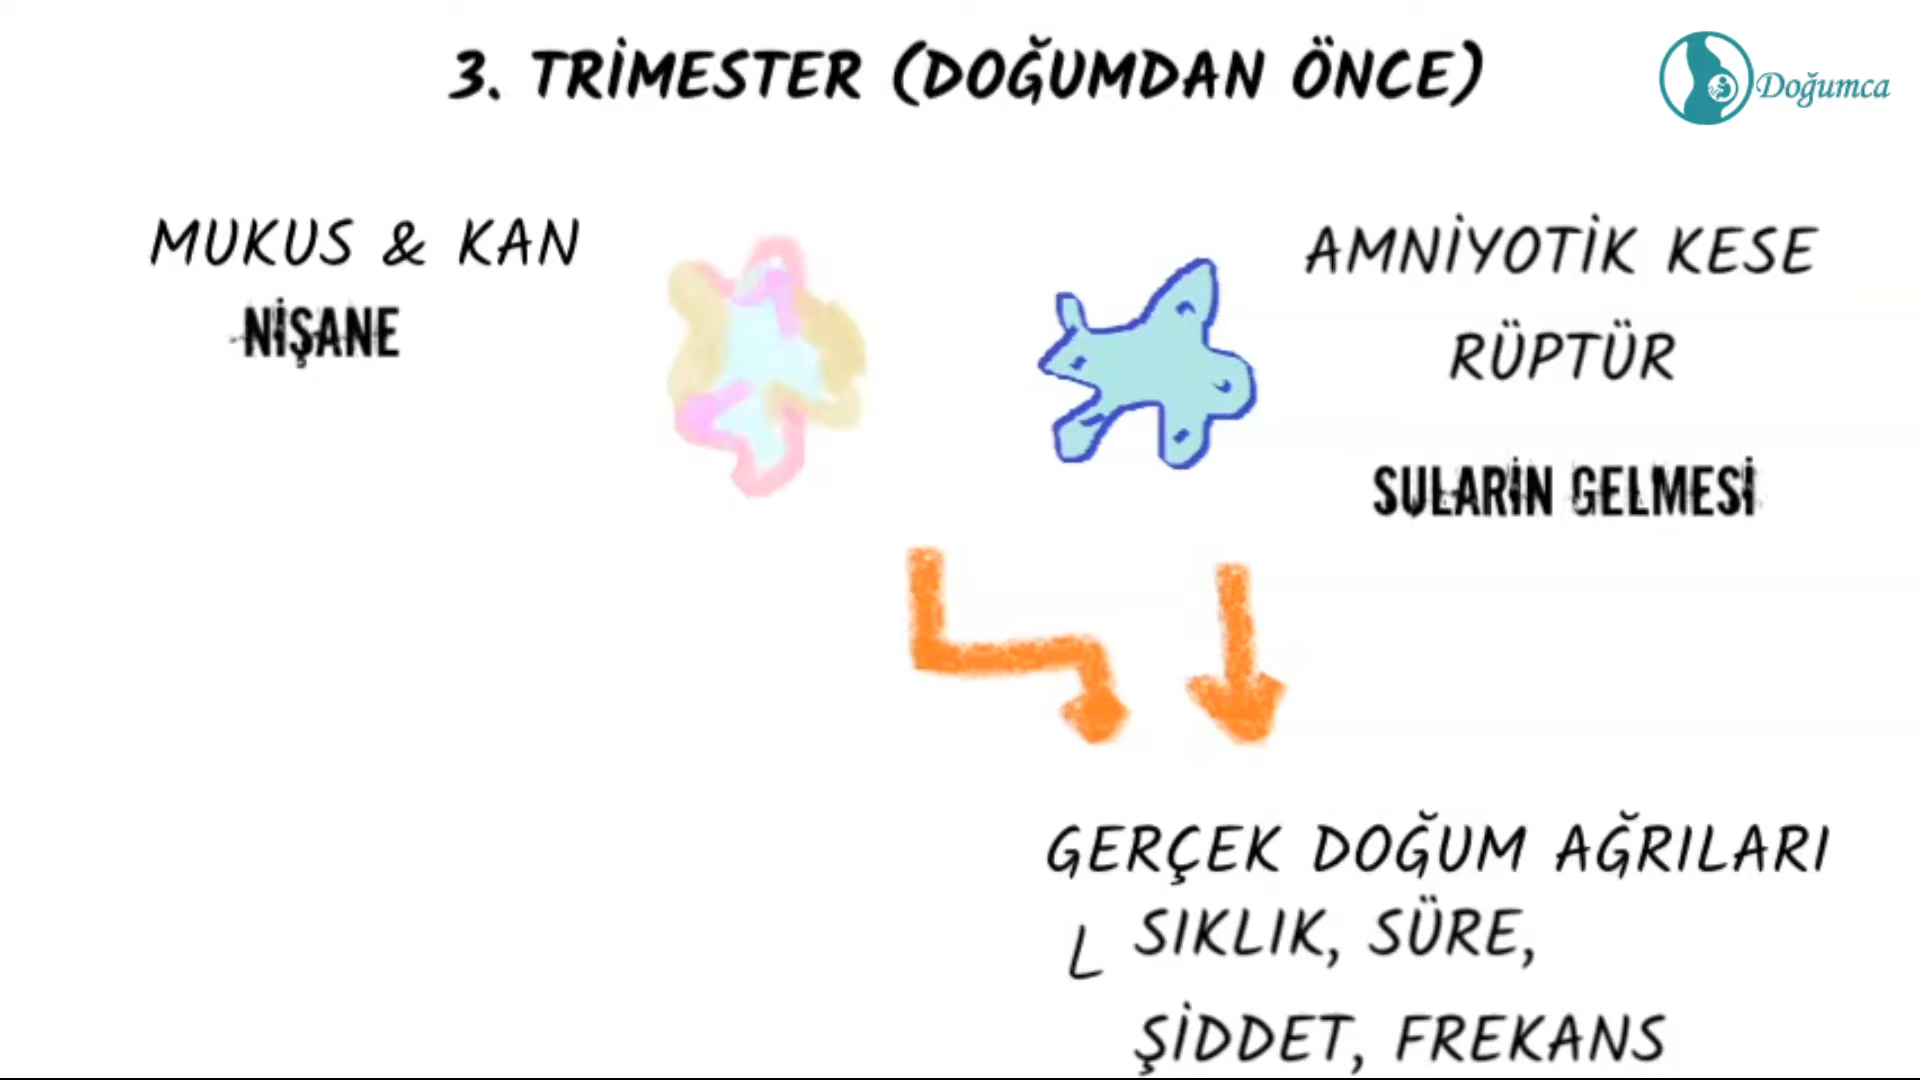 3. TRİMESTER (DOĞUMDAN ÖNCE)
Doğumca
MUKUS & KAN
NİŞANE
AMNİYOTİK KESE
RÜPTÜR
SULARİN GELMESİ
GERÇEK DOĞUM AĞRILARI
L SIKLIK, SÜRE,
ŞİDDET, FREKANS